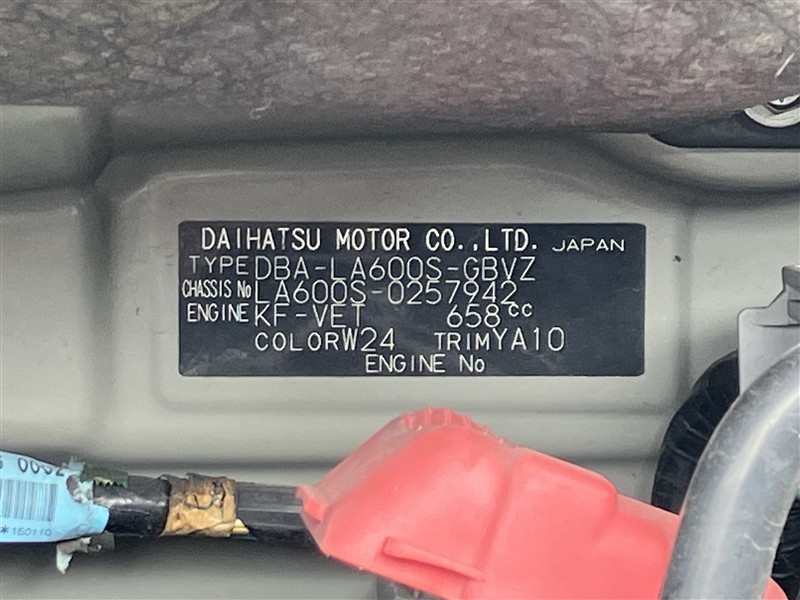 DAIHATSU MOTOR CO.,LTD. JAPAN
TYPE DBA-LA600S-GBVZ
CHASSIS No LA600S-0257942
ENGINE KF-VET 658cc
COLOR W24 TRIM YA10
ENGINE No
*160110